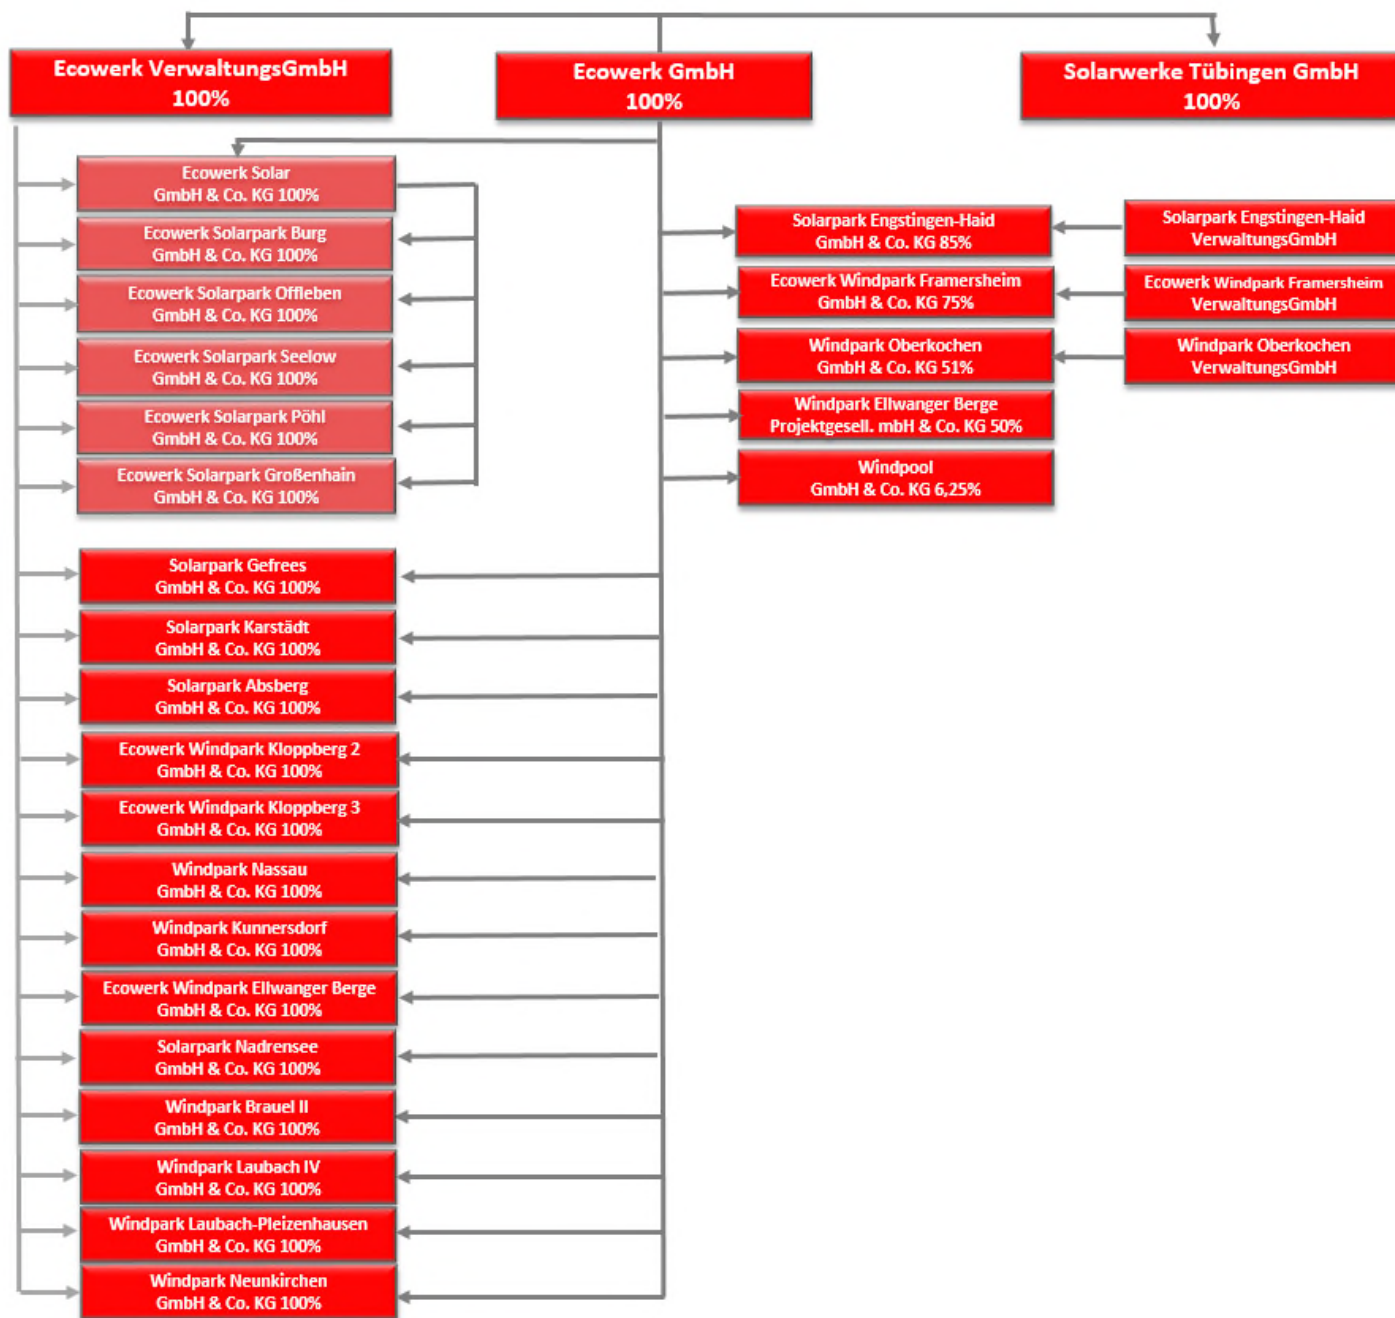 Ecowerk VerwaltungsGmbH
100%
Ecowerk GmbH
100%
Solarwerke Tübingen GmbH
100%
Ecowerk Solar
GmbH & Co. KG 100%
Ecowerk Solarpark Burg
GmbH & Co. KG 100%
Ecowerk Solarpark Offleben
GmbH & Co. KG 100%
Ecowerk Solarpark Seelow
GmbH & Co. KG 100%
Ecowerk Solarpark Pöhl
GmbH & Co. KG 100%
Ecowerk Solarpark Großenhain
GmbH & Co. KG 100%
Solarpark Gefrees
GmbH & Co. KG 100%
Solarpark Karstädt
GmbH & Co. KG 100%
Solarpark Absberg
GmbH & Co. KG 100%
Ecowerk Windpark Kloppberg 2
GmbH & Co. KG 100%
Ecowerk Windpark Kloppberg 3
GmbH & Co. KG 100%
Windpark Nassau
GmbH & Co. KG 100%
Windpark Kunnersdorf
GmbH & Co. KG 100%
Ecowerk Windpark Ellwanger Berge
GmbH & Co. KG 100%
Solarpark Nadrensee
GmbH & Co. KG 100%
Windpark Brauel II
GmbH & Co. KG 100%
Windpark Laubach IV
GmbH & Co. KG 100%
Windpark Laubach-Pleizenhausen
GmbH & Co. KG 100%
Windpark Neunkirchen
GmbH & Co. KG 100%
Solarpark Engstingen-Haid
GmbH & Co. KG 85%
Ecowerk Windpark Framersheim
GmbH & Co. KG 75%
Windpark Oberkochen
GmbH & Co. KG 51%
Windpark Ellwanger Berge
Projektgesell. mbH & Co. KG 50%
Windpool
GmbH & Co. KG 6,25%
Solarpark Engstingen-Haid
VerwaltungsGmbH
Ecowerk Windpark Framersheim
VerwaltungsGmbH
Windpark Oberkochen
VerwaltungsGmbH